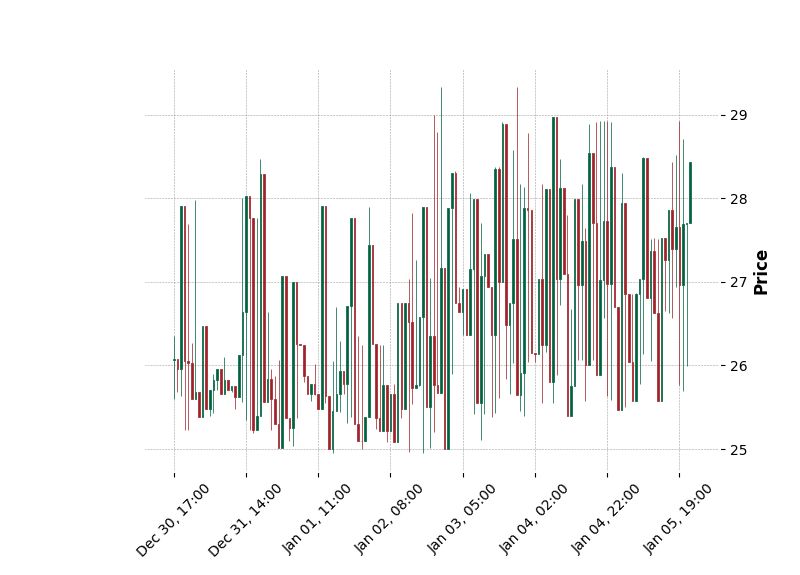 29
28
27
26
25
Price
Dec 30, 17:00
Dec 31, 14:00
Jan 01, 11:00
Jan 02, 08:00
Jan 03, 05:00
Jan 04, 02:00
Jan 04, 22:00
Jan 05, 19:00